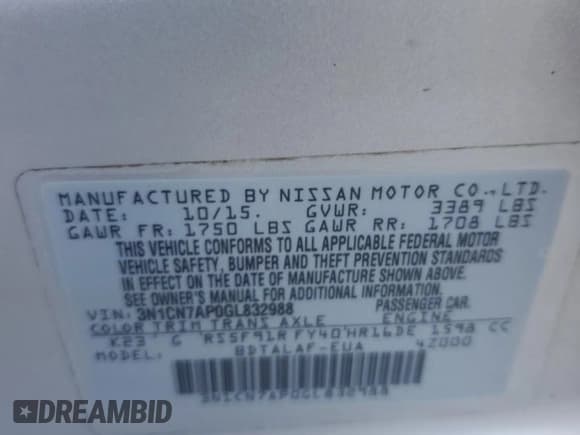 MANUFACTURED BY NISSAN MOTOR CO.,LTD.
DATE: 10/15. GVWR: 3389 LBS
GAWR FR: 1750 LBS GAWR RR: 1708 LBS
THIS VEHICLE CONFORMS TO ALL APPLICABLE FEDERAL MOTOR
VEHICLE SAFETY, BUMPER AND THEFT PREVENTION STANDARDS
IN EFFECT ON THE DATE OF MANUFACTURE SHOWN ABOVE.
SEE OWNER'S MANUAL FOR ADDITIONAL INFORMATION
VIN: 3N1CN7AP0GL832988 PASSENGER CAR.
COLOR TRIM TRANS AXLE ENGINE
K23 G RS5F91R FY40 HR16DE 1598 CC
MODEL: BDTALAF-EUA 4Z000
3N1CN7AP0GL832988
DREAMBID